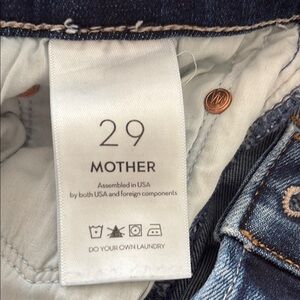 29
MOTHER
Assembled in USA
by both USA and foreign components
DO YOUR OWN LAUNDRY